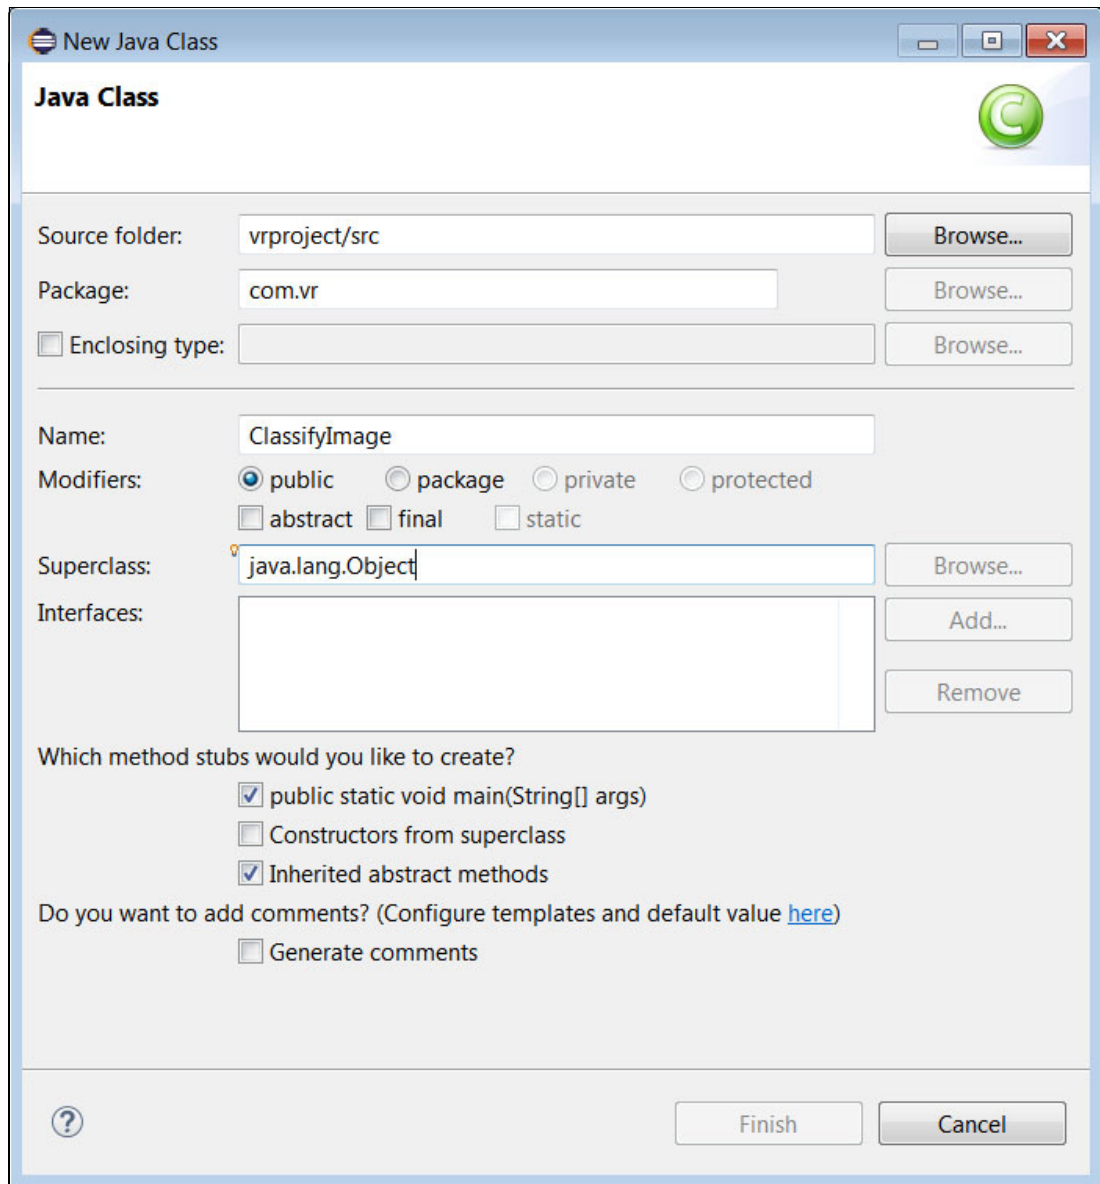 New Java Class
Java Class
C
Source folder: vrproject/src Browse...
Package: com.vr Browse...
Enclosing type: Browse...
Name: ClassifyImage
Modifiers: public package private protected
abstract final static
Superclass: java.lang.Object Browse...
Interfaces: Add...
Remove
Which method stubs would you like to create?
public static void main(String[] args)
Constructors from superclass
Inherited abstract methods
Do you want to add comments? (Configure templates and default value here)
Generate comments
? Finish Cancel